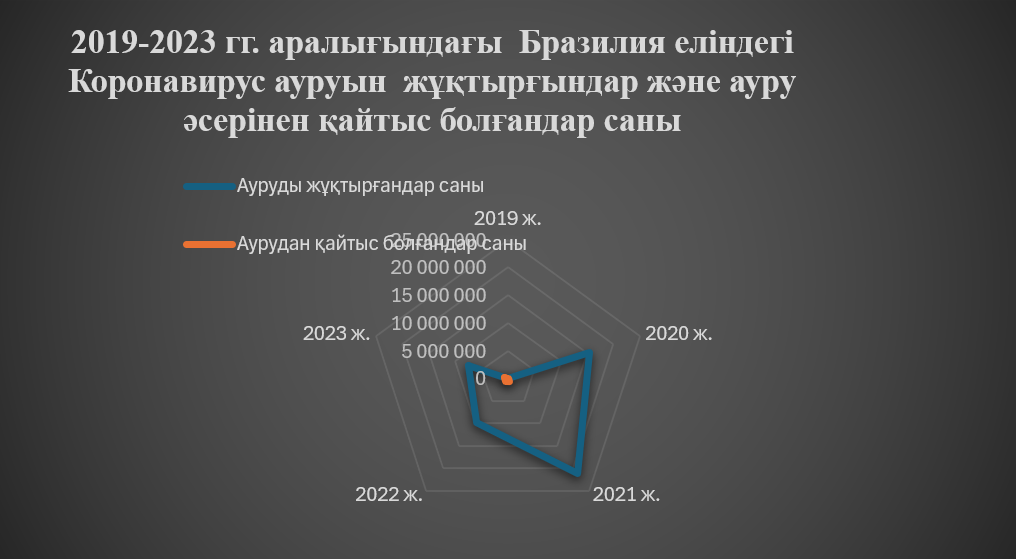 2019-2023 гг. аралығындағы  Бразилия еліндегі
Коронавирус ауруын  жұқтырғындар және ауру
әсерінен қайтыс болғандар саны
Ауруды жұқтырғандар саны
2019 ж.
Аурудан қайтыс болғандар саны
25 000 000
20 000 000
15 000 000
10 000 000
5 000 000
0
2023 ж.
2020 ж.
2022 ж.
2021 ж.